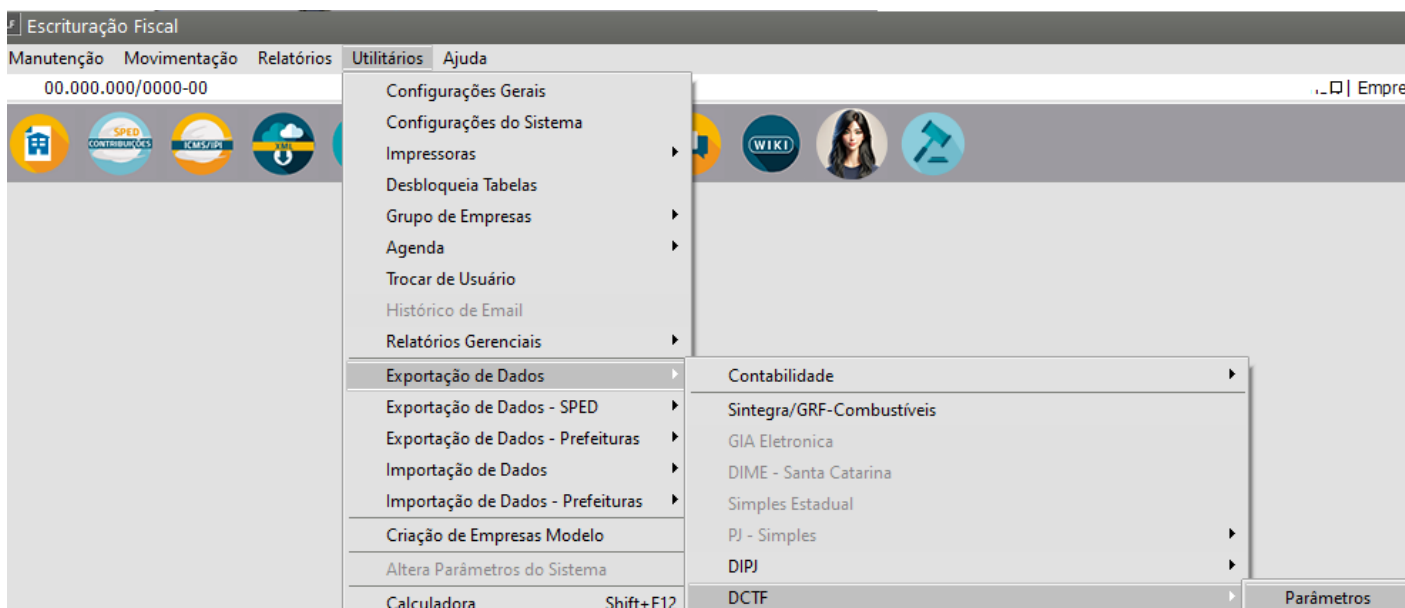 Escrituração Fiscal
Manutenção Movimentação Relatórios Utilitários Ajuda
00.000.000/0000-00 | Empre
SPED CONTRIBUIÇÕES ICMS/IPI XML WIKI
Configurações Gerais
Configurações do Sistema
Impressoras
Desbloqueia Tabelas
Grupo de Empresas
Agenda
Trocar de Usuário
Histórico de Email
Relatórios Gerenciais
Exportação de Dados
Exportação de Dados - SPED
Exportação de Dados - Prefeituras
Importação de Dados
Importação de Dados - Prefeituras
Criação de Empresas Modelo
Altera Parâmetros do Sistema
Calculadora Shift+F12
Contabilidade
Sintegra/GRF-Combustíveis
GIA Eletronica
DIME - Santa Catarina
Simples Estadual
PJ - Simples
DIPJ
DCTF
Parâmetros